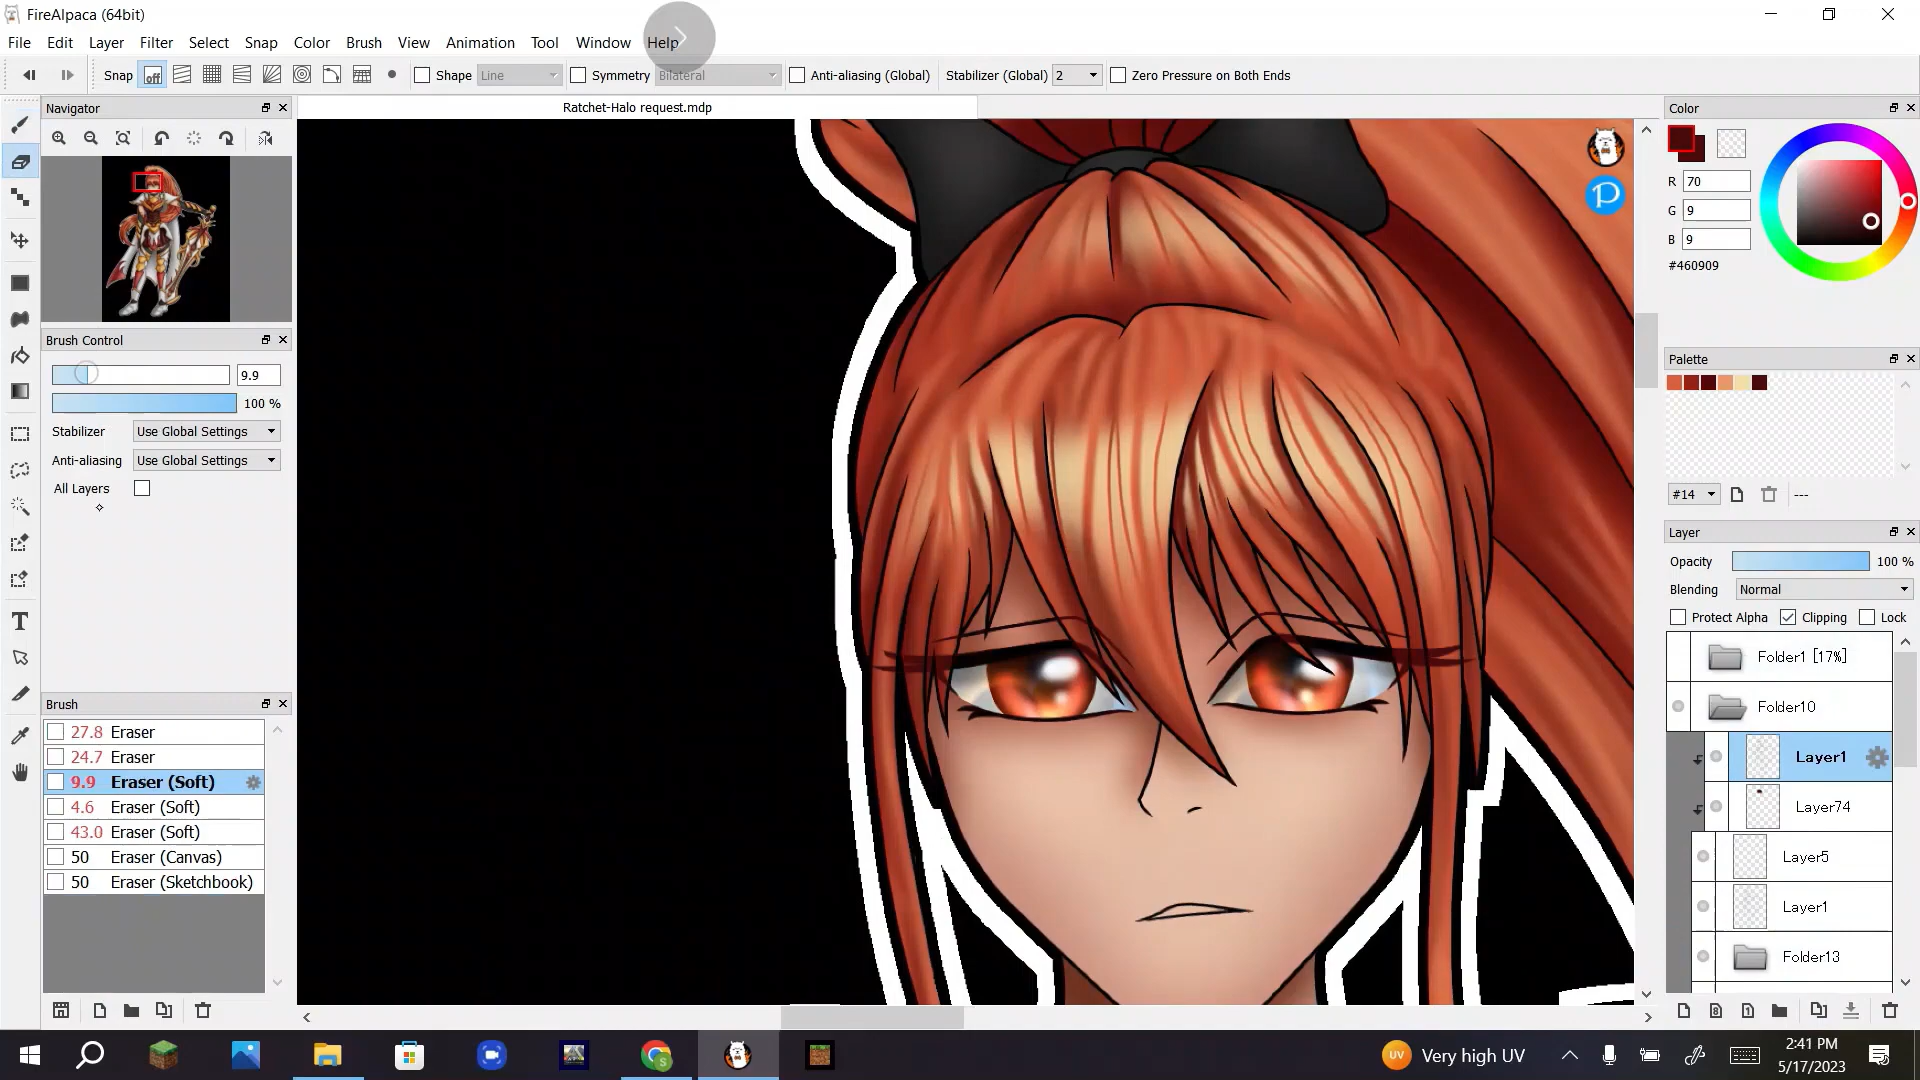 FireAlpaca (64bit)
File Edit Layer Filter Select Snap Color Brush View Animation Tool Window Help
Snap off Shape Line Symmetry Bilateral Anti-aliasing (Global) Stabilizer (Global) 2 Zero Pressure on Both Ends
Navigator
Ratchet-Halo request.mdp
Color
R 70
G 9
B 9
#460909
Brush Control
9.9
100 %
Stabilizer Use Global Settings
Anti-aliasing Use Global Settings
All Layers
Palette
#14 ---
Layer
Opacity 100 %
Blending Normal
Protect Alpha Clipping Lock
Folder1 [17%]
Folder10
Layer1
Layer74
Layer5
Layer1
Folder13
Brush
27.8 Eraser
24.7 Eraser
9.9 Eraser (Soft)
4.6 Eraser (Soft)
43.0 Eraser (Soft)
50 Eraser (Canvas)
50 Eraser (Sketchbook)
P
8
1
S
UV Very high UV
2:41 PM
5/17/2023